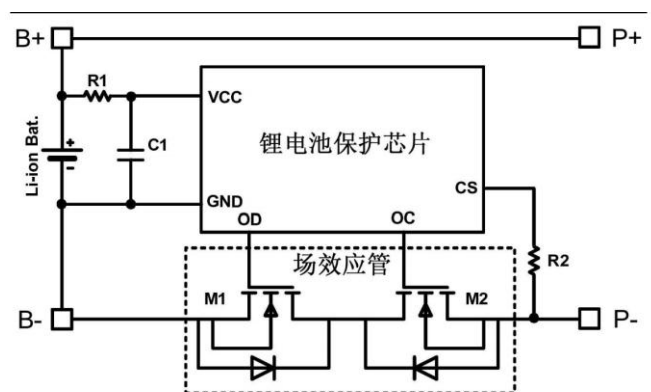 B+
P+
R1
VCC
Li-ion Bat.
+
-
C1
锂电池保护芯片
CS
GND
OD
OC
R2
场效应管
M1
M2
B-
P-